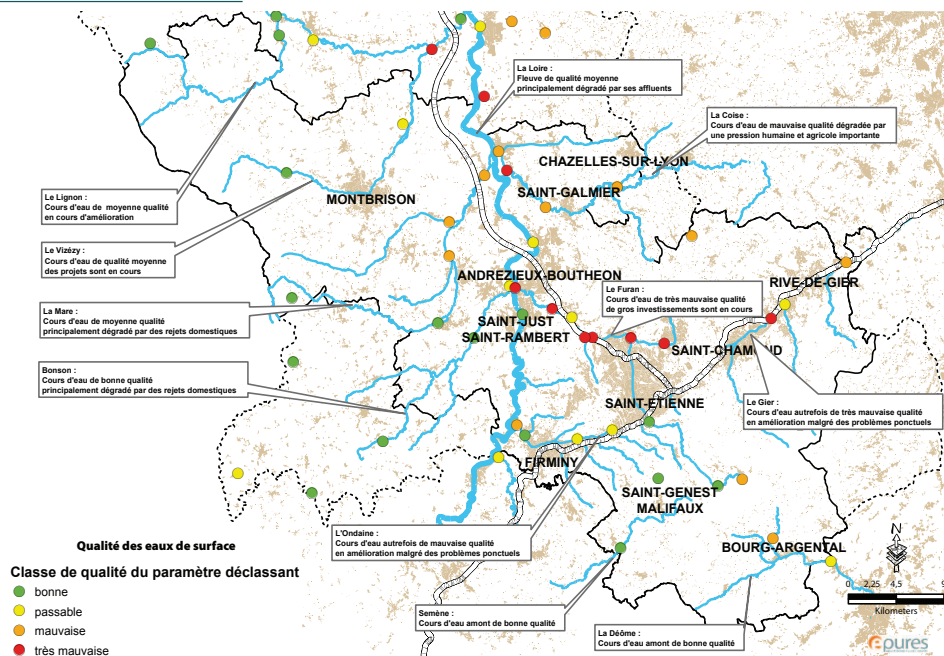 La Loire :
Fleuve de qualité moyenne
principalement dégradé par ses affluents
La Coise :
Cours d'eau de mauvaise qualité dégradée par
une pression humaine et agricole importante
CHAZELLES-SUR-LYON
SAINT-GALMIER
MONTBRISON
Le Lignon :
Cours d'eau de moyenne qualité
en cours d'amélioration
Le Vizézy :
Cours d'eau de qualité moyenne
des projets sont en cours
ANDREZIEUX-BOUTHEON
RIVE-DE-GIER
Le Furan :
Cours d'eau de très mauvaise qualité
de gros investissements sont en cours
La Mare :
Cours d'eau de moyenne qualité
principalement dégradé par des rejets domestiques
SAINT-JUST
SAINT-RAMBERT
SAINT-CHAMOND
Bonson :
Cours d'eau de bonne qualité
principalement dégradé par des rejets domestiques
SAINT-ETIENNE
Le Gier :
Cours d'eau autrefois de très mauvaise qualité
en amélioration malgré des problèmes ponctuels
FIRMINY
SAINT-GENEST
MALIFAUX
L'Ondaine :
Cours d'eau autrefois de mauvaise qualité
en amélioration malgré des problèmes ponctuels
BOURG-ARGENTAL
N
Qualité des eaux de surface
Classe de qualité du paramètre déclassant
bonne
passable
mauvaise
très mauvaise
Semène :
Cours d'eau amont de bonne qualité
La Déôme :
Cours d'eau amont de bonne qualité
0 2,25 4,5 9
Kilometers
epures